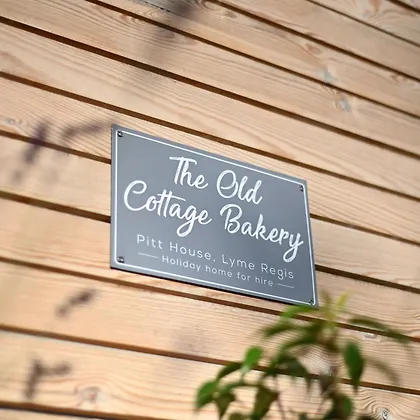 The Old
Cottage Bakery
Pitt House, Lyme Regis
Holiday home for hire